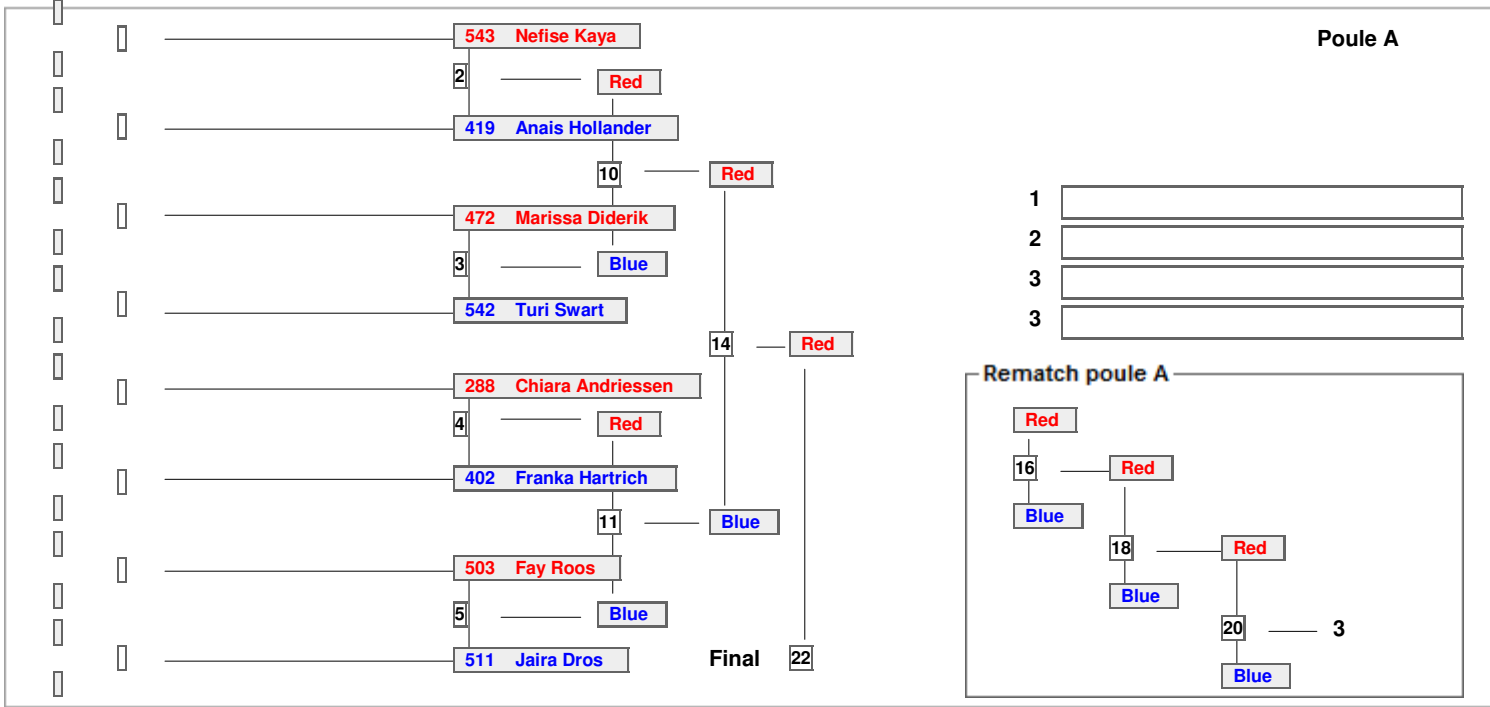 Poule A
543 Nefise Kaya
2 Red
419 Anais Hollander
10 Red
472 Marissa Diderik
3 Blue
542 Turi Swart
14 Red
288 Chiara Andriessen
4 Red
402 Franka Hartrich
11 Blue
503 Fay Roos
5 Blue
511 Jaira Dros
Final 22
1
2
3
3
Rematch poule A
Red
16 Red
Blue
18 Red
Blue
20 3
Blue